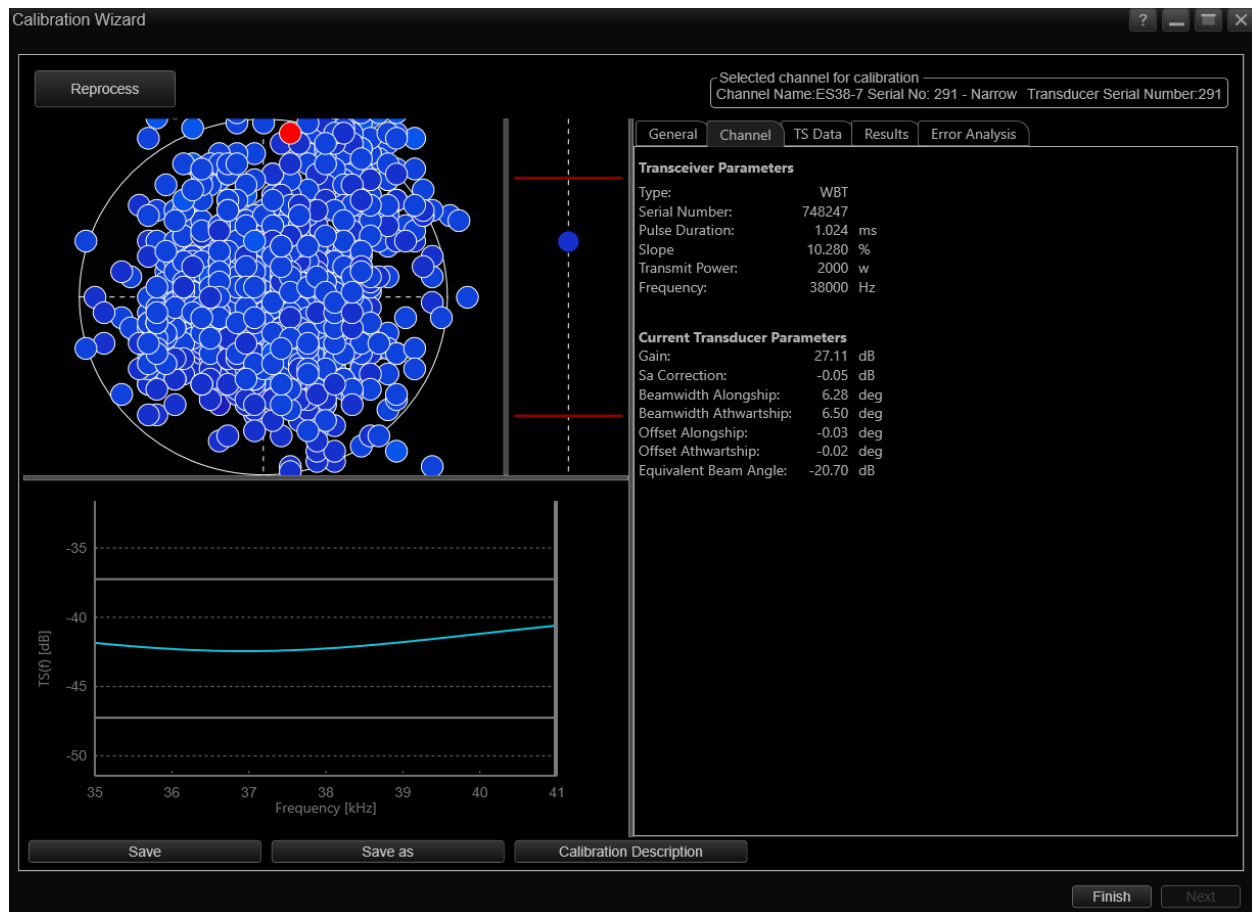 Calibration Wizard
?
Reprocess
Selected channel for calibration
Channel Name:ES38-7 Serial No: 291 - Narrow Transducer Serial Number:291
General Channel TS Data Results Error Analysis
Transceiver Parameters
Type: WBT
Serial Number: 748247
Pulse Duration: 1.024 ms
Slope 10.280 %
Transmit Power: 2000 w
Frequency: 38000 Hz
Current Transducer Parameters
Gain: 27.11 dB
Sa Correction: -0.05 dB
Beamwidth Alongship: 6.28 deg
Beamwidth Athwartship: 6.50 deg
Offset Alongship: -0.03 deg
Offset Athwartship: -0.02 deg
Equivalent Beam Angle: -20.70 dB
TS(f) [dB]
-35
-40
-45
-50
35 36 37 38 39 40 41
Frequency [kHz]
Save Save as Calibration Description
Finish Next